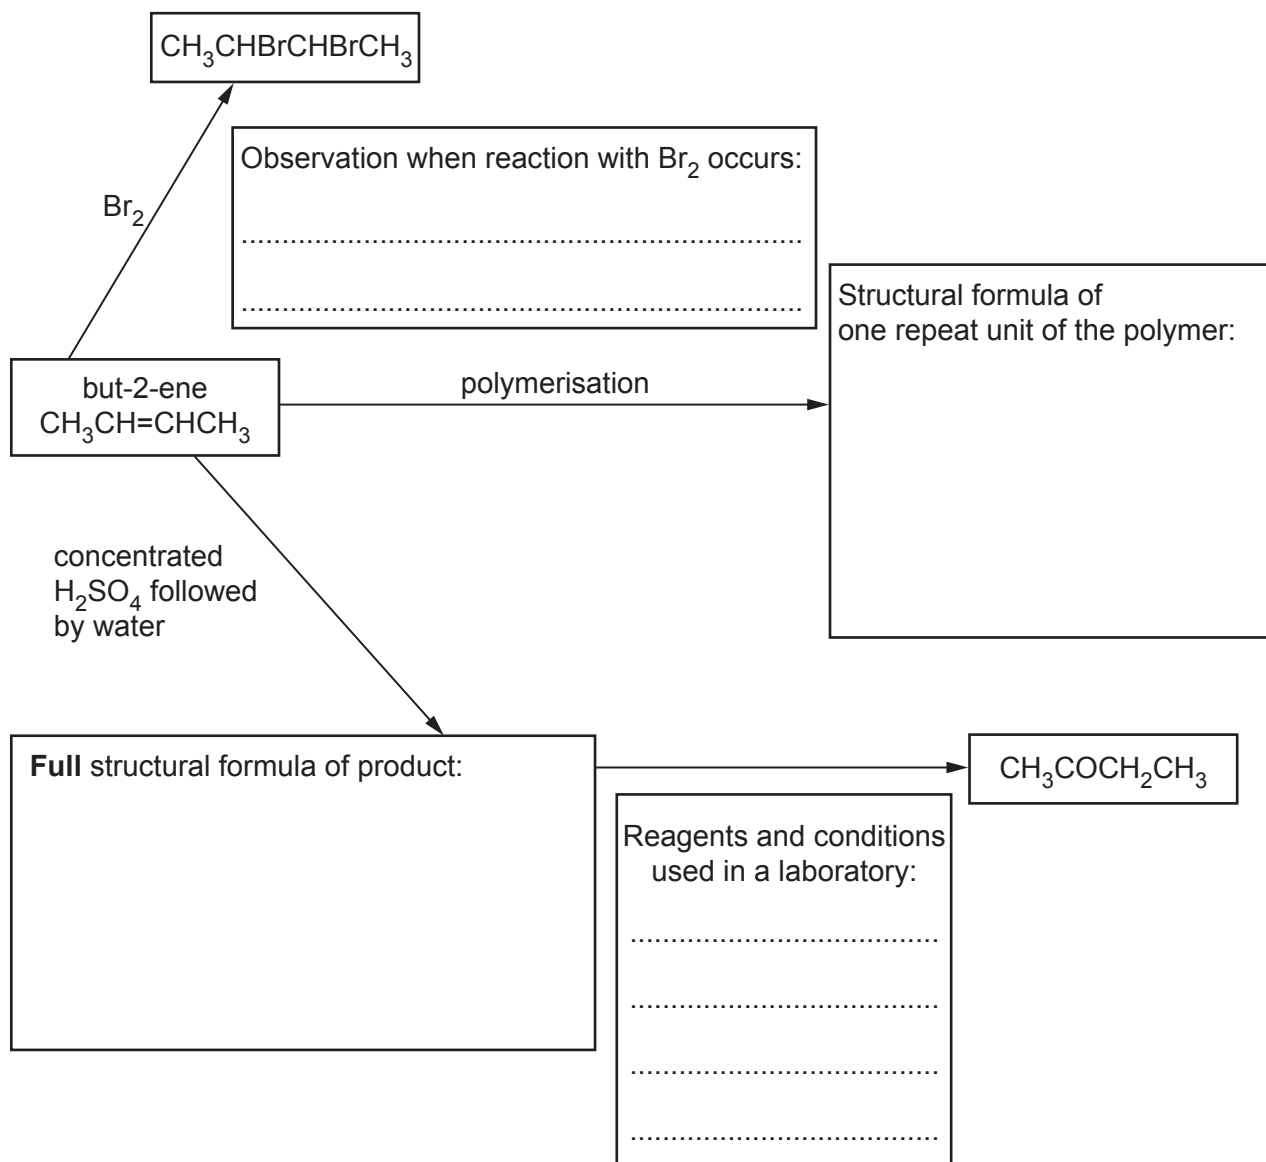 CH₃CHBrCHBrCH₃
Observation when reaction with Br₂ occurs:
Br₂
.....................................................................
.....................................................................
Structural formula of
one repeat unit of the polymer:
but-2-ene
CH₃CH=CHCH₃
polymerisation
concentrated
H₂SO₄ followed
by water
Full structural formula of product:
CH₃COCH₂CH₃
Reagents and conditions
used in a laboratory:
......................................
......................................
......................................
......................................